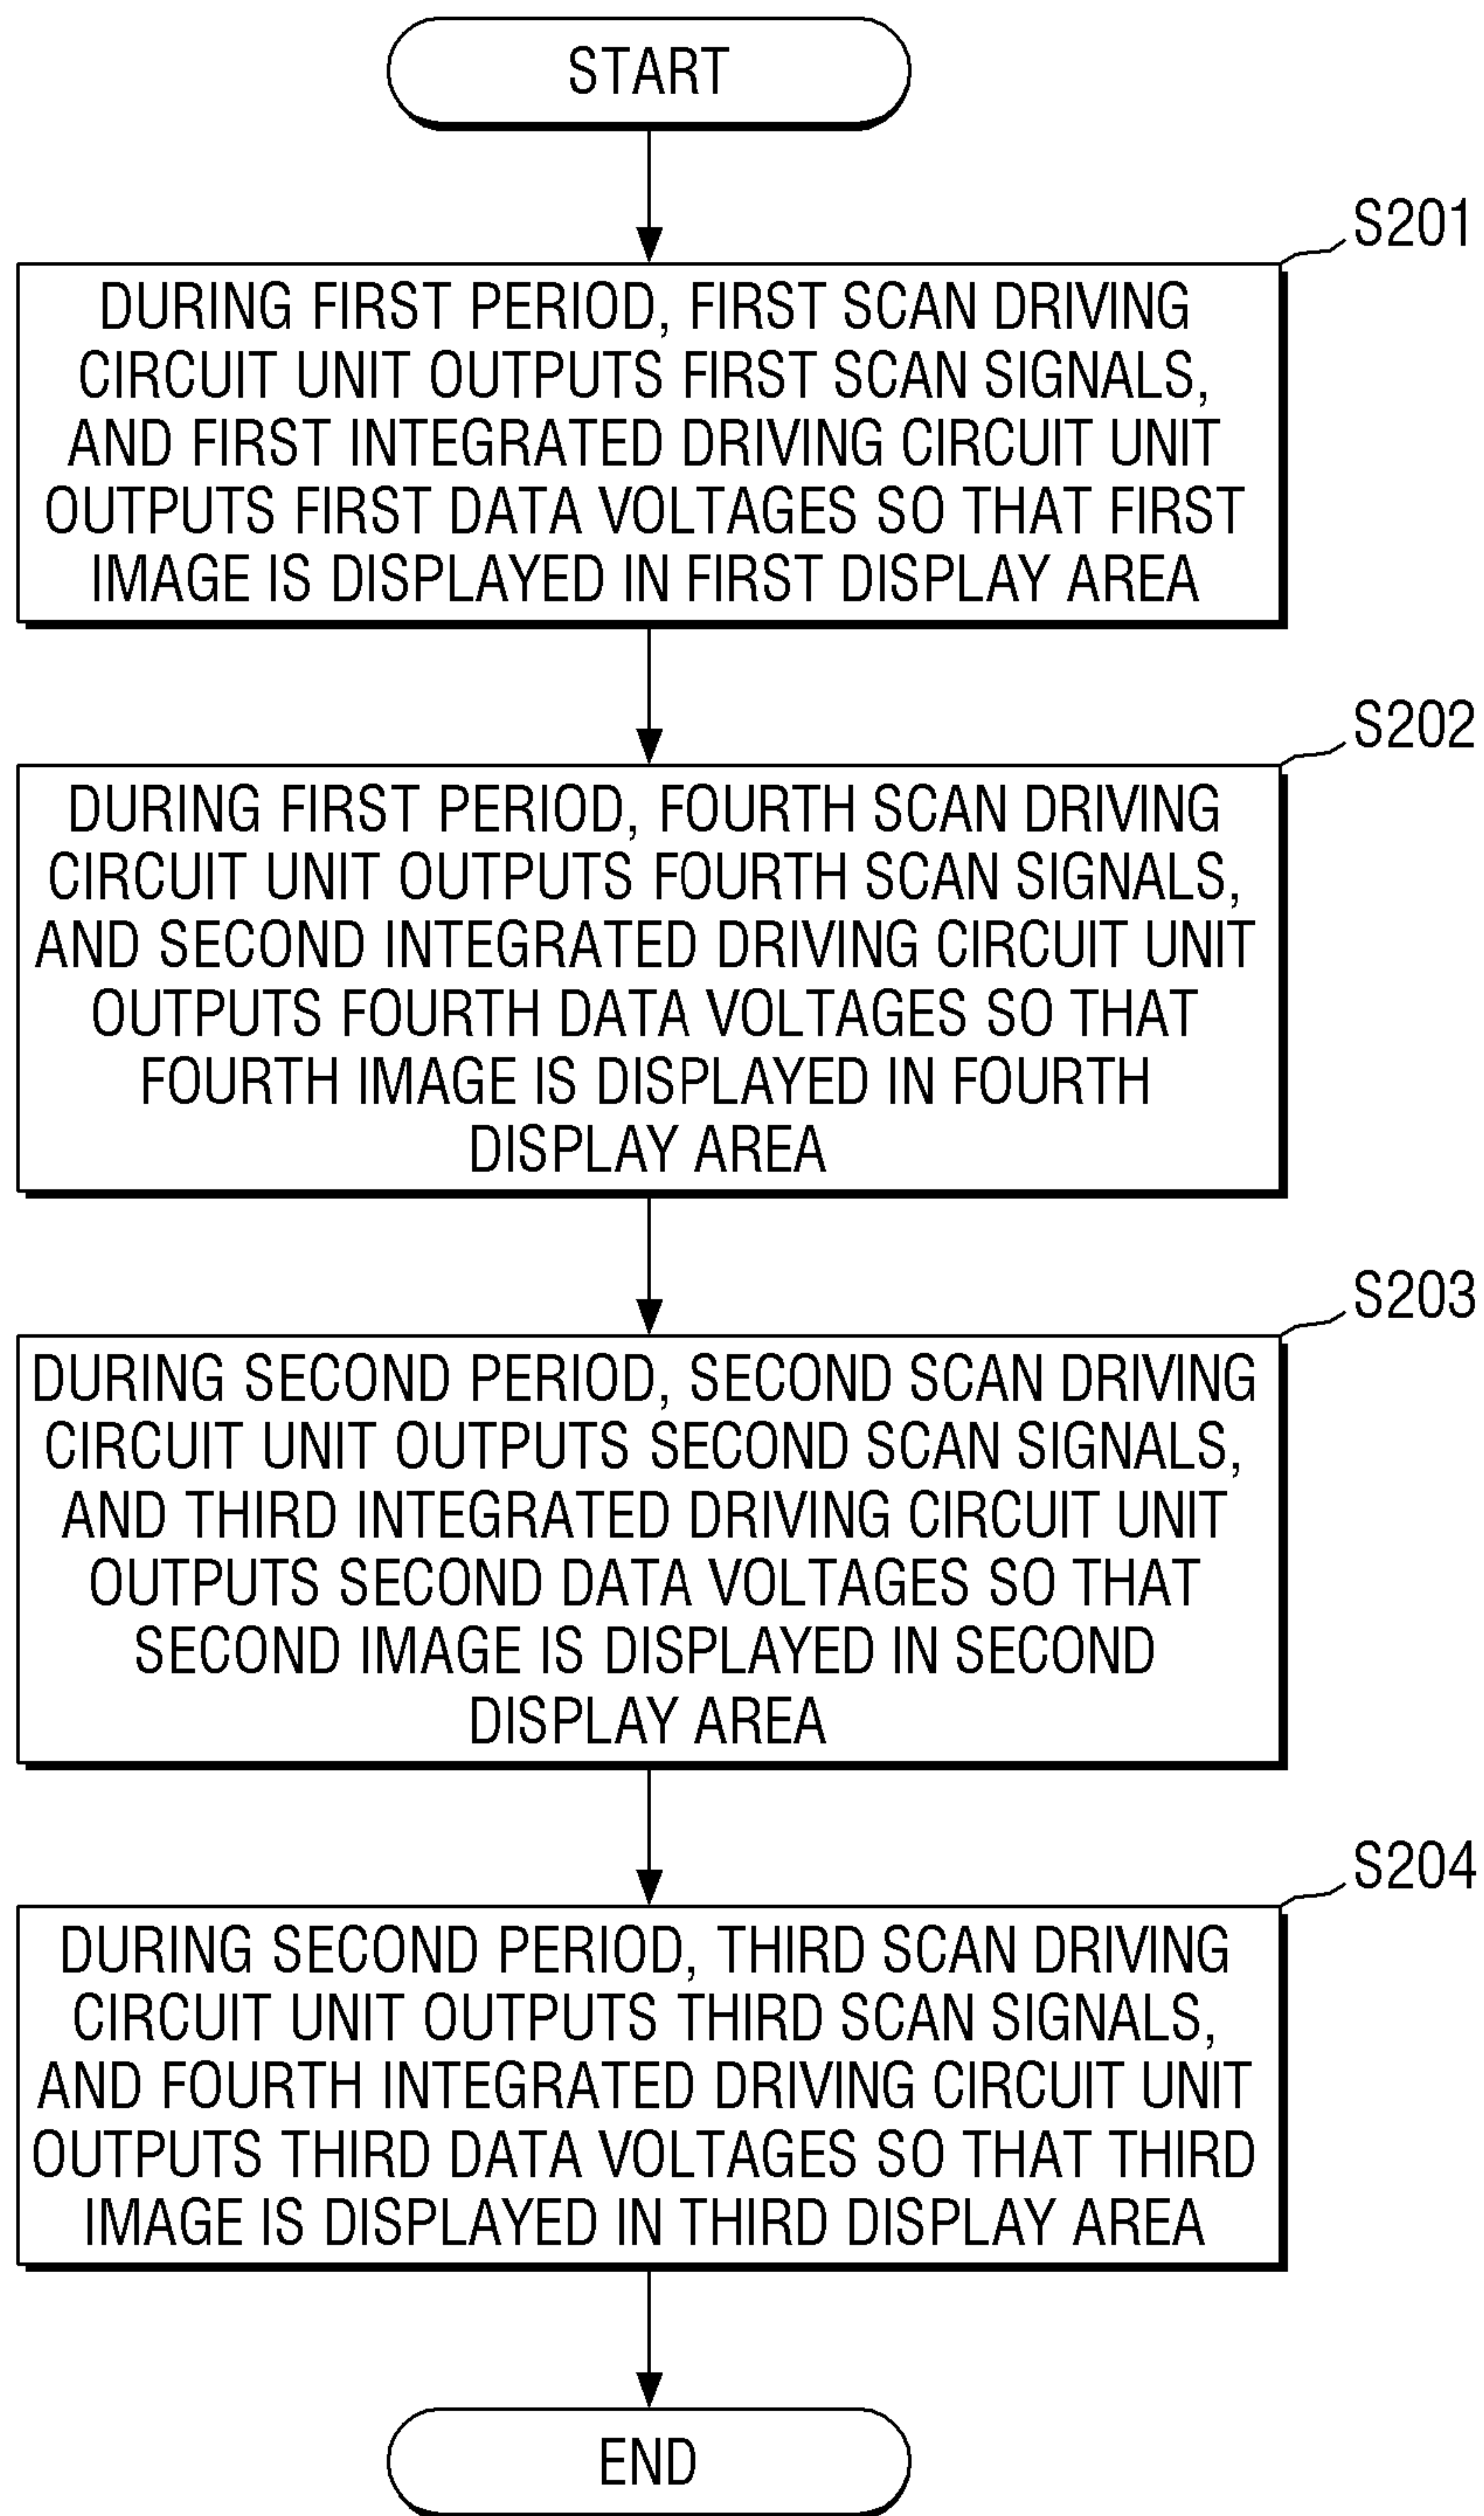 START
S201
DURING FIRST PERIOD, FIRST SCAN DRIVING
CIRCUIT UNIT OUTPUTS FIRST SCAN SIGNALS,
AND FIRST INTEGRATED DRIVING CIRCUIT UNIT
OUTPUTS FIRST DATA VOLTAGES SO THAT FIRST
IMAGE IS DISPLAYED IN FIRST DISPLAY AREA
S202
DURING FIRST PERIOD, FOURTH SCAN DRIVING
CIRCUIT UNIT OUTPUTS FOURTH SCAN SIGNALS,
AND SECOND INTEGRATED DRIVING CIRCUIT UNIT
OUTPUTS FOURTH DATA VOLTAGES SO THAT
FOURTH IMAGE IS DISPLAYED IN FOURTH
DISPLAY AREA
S203
DURING SECOND PERIOD, SECOND SCAN DRIVING
CIRCUIT UNIT OUTPUTS SECOND SCAN SIGNALS,
AND THIRD INTEGRATED DRIVING CIRCUIT UNIT
OUTPUTS SECOND DATA VOLTAGES SO THAT
SECOND IMAGE IS DISPLAYED IN SECOND
DISPLAY AREA
S204
DURING SECOND PERIOD, THIRD SCAN DRIVING
CIRCUIT UNIT OUTPUTS THIRD SCAN SIGNALS,
AND FOURTH INTEGRATED DRIVING CIRCUIT UNIT
OUTPUTS THIRD DATA VOLTAGES SO THAT THIRD
IMAGE IS DISPLAYED IN THIRD DISPLAY AREA
END